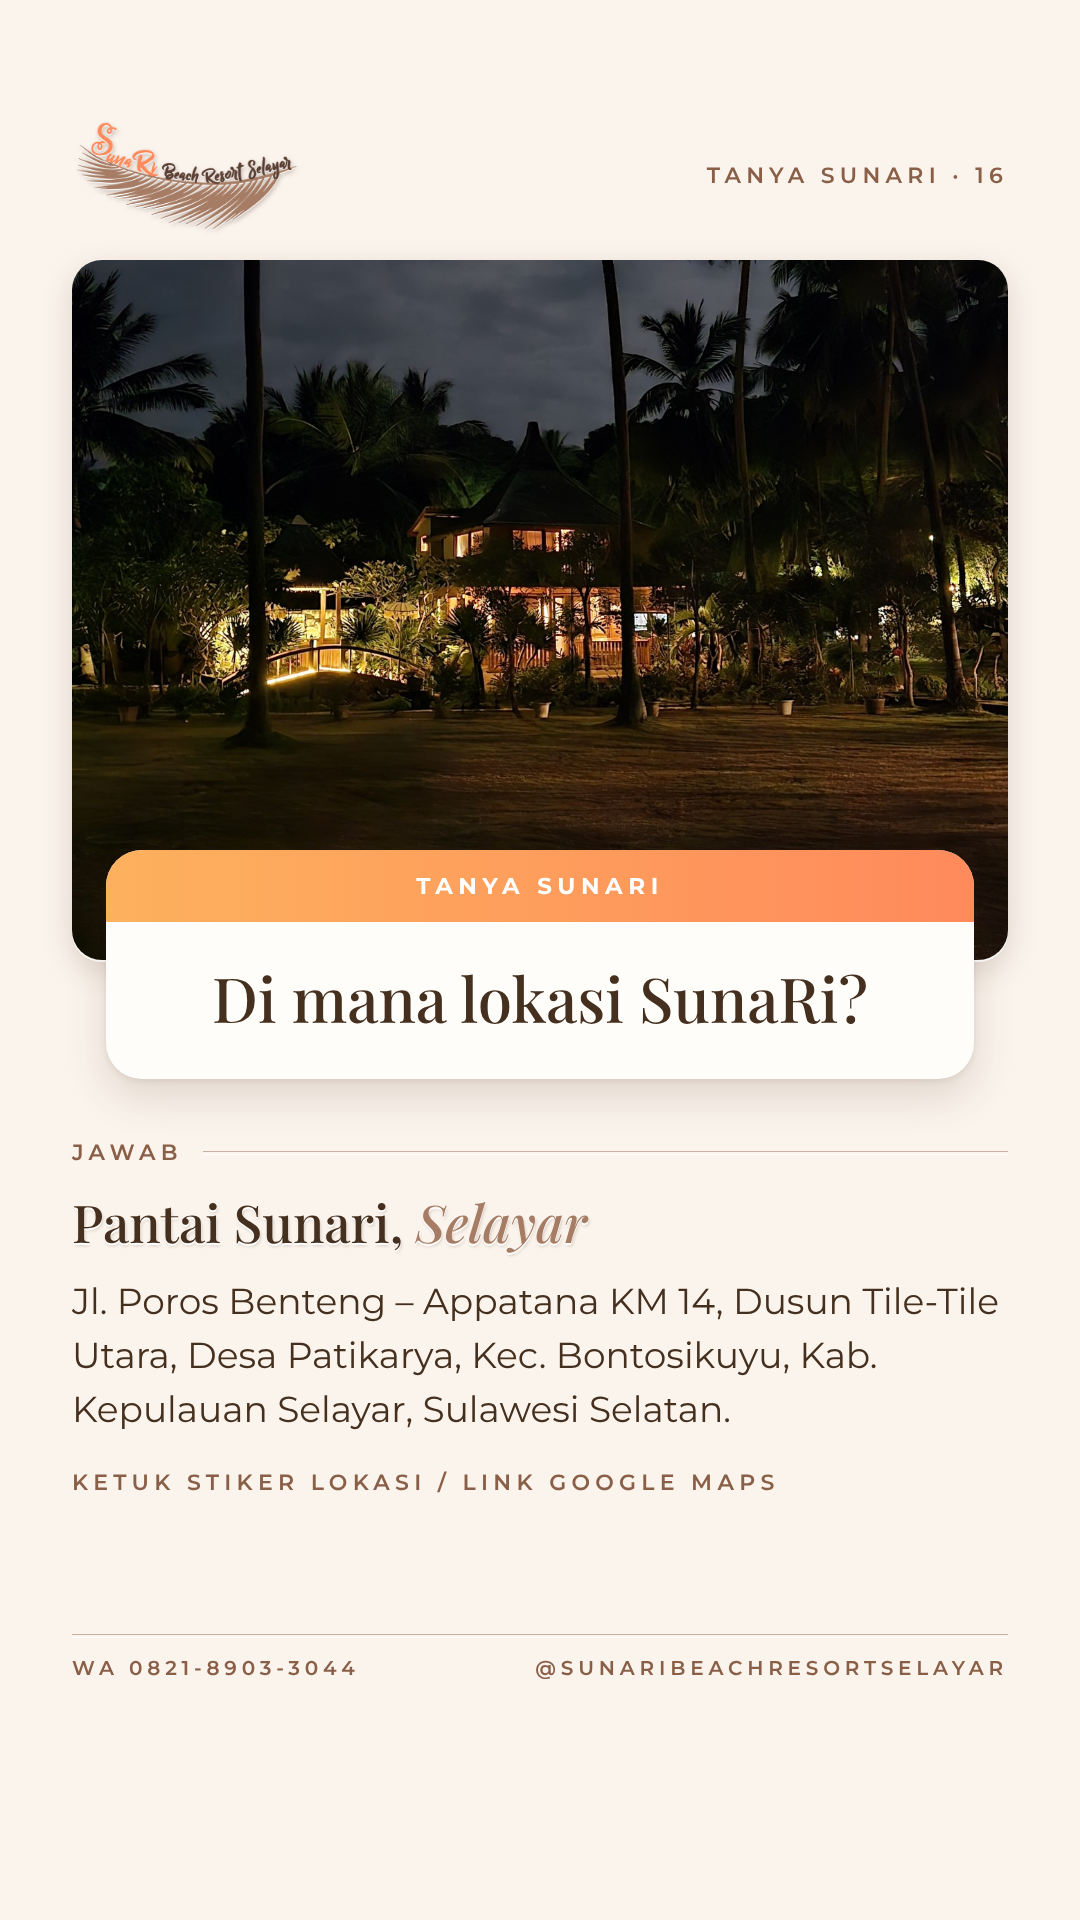 SunaRi Beach Resort Selayar
TANYA SUNARI · 16
TANYA SUNARI
Di mana lokasi SunaRi?
JAWAB
Pantai Sunari, Selayar
Jl. Poros Benteng – Appatana KM 14, Dusun Tile-Tile
Utara, Desa Patikarya, Kec. Bontosikuyu, Kab.
Kepulauan Selayar, Sulawesi Selatan.
KETUK STIKER LOKASI / LINK GOOGLE MAPS
WA 0821-8903-3044
@SUNARIBEACHRESORTSELAYAR